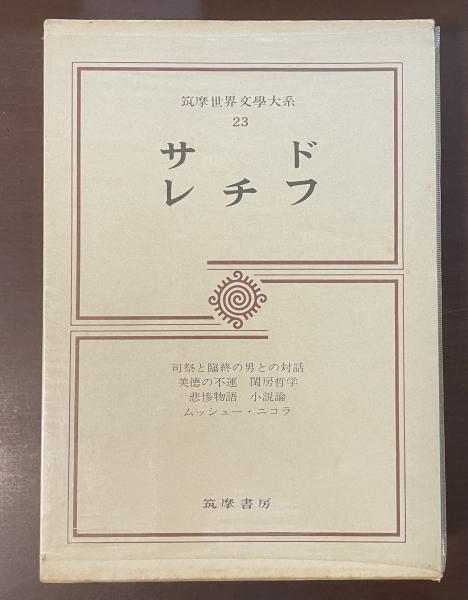 筑摩世界文學大系
23
サド
レチフ
司祭と臨終の男との対話
美徳の不運 閨房哲学
悲惨物語 小説論
ムッシュー・ニコラ
筑摩書房